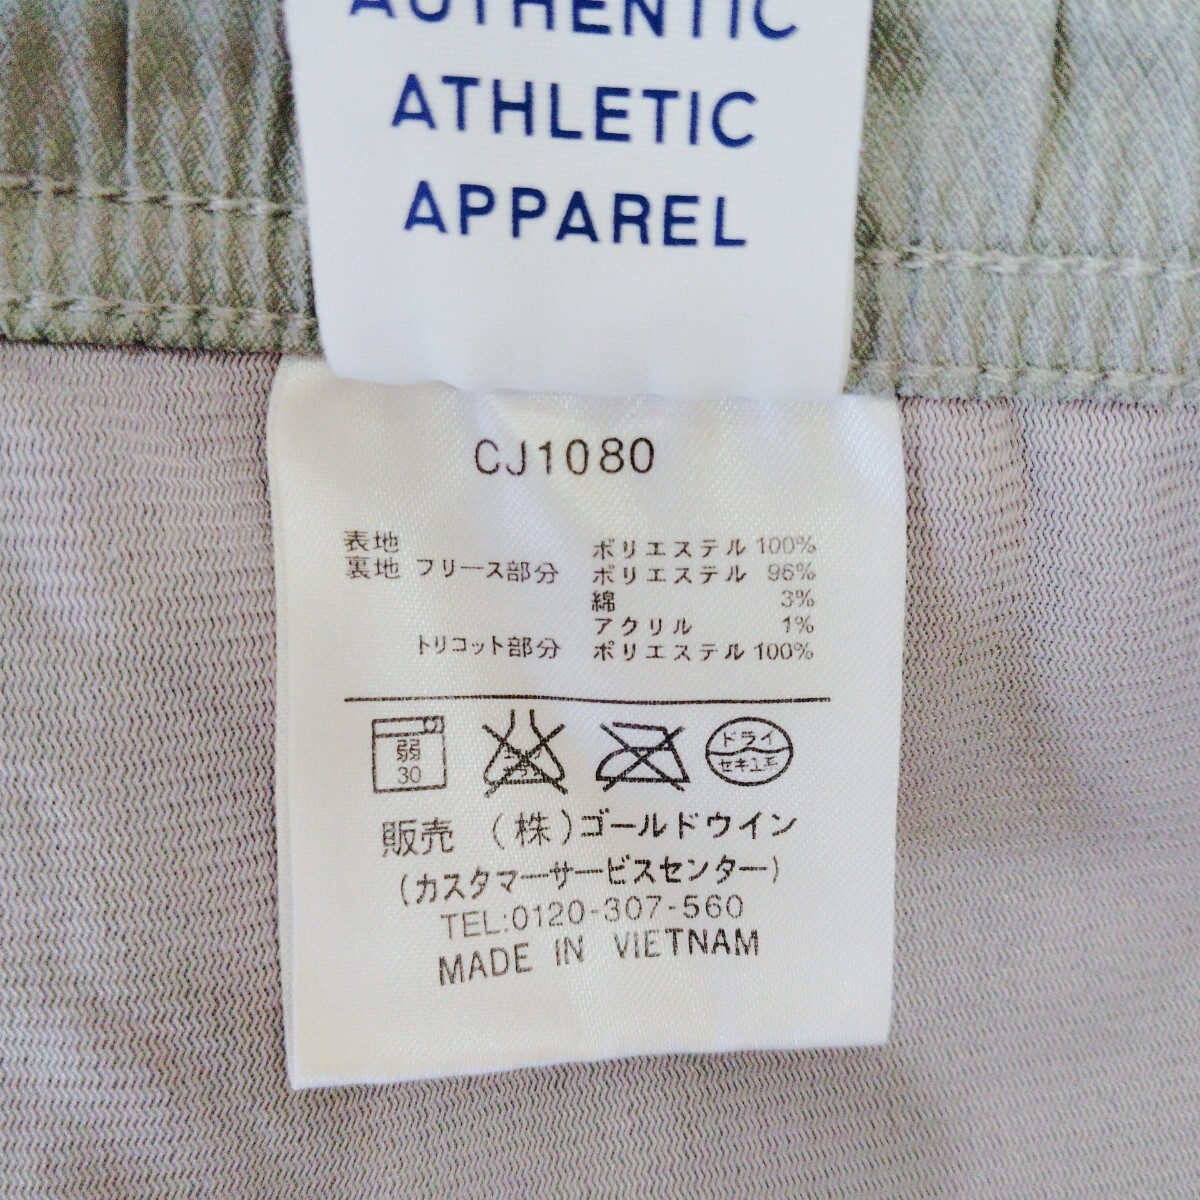 AUTHENTIC
ATHLETIC
APPAREL
CJ1080
表地 ポリエステル 100%
裏地 フリース部分 ポリエステル 96%
綿 3%
アクリル 1%
トリコット部分 ポリエステル 100%
弱 30
ドライ セキユ系
販売 (株)ゴールドウイン
(カスタマーサービスセンター)
TEL:0120-307-560
MADE IN VIETNAM